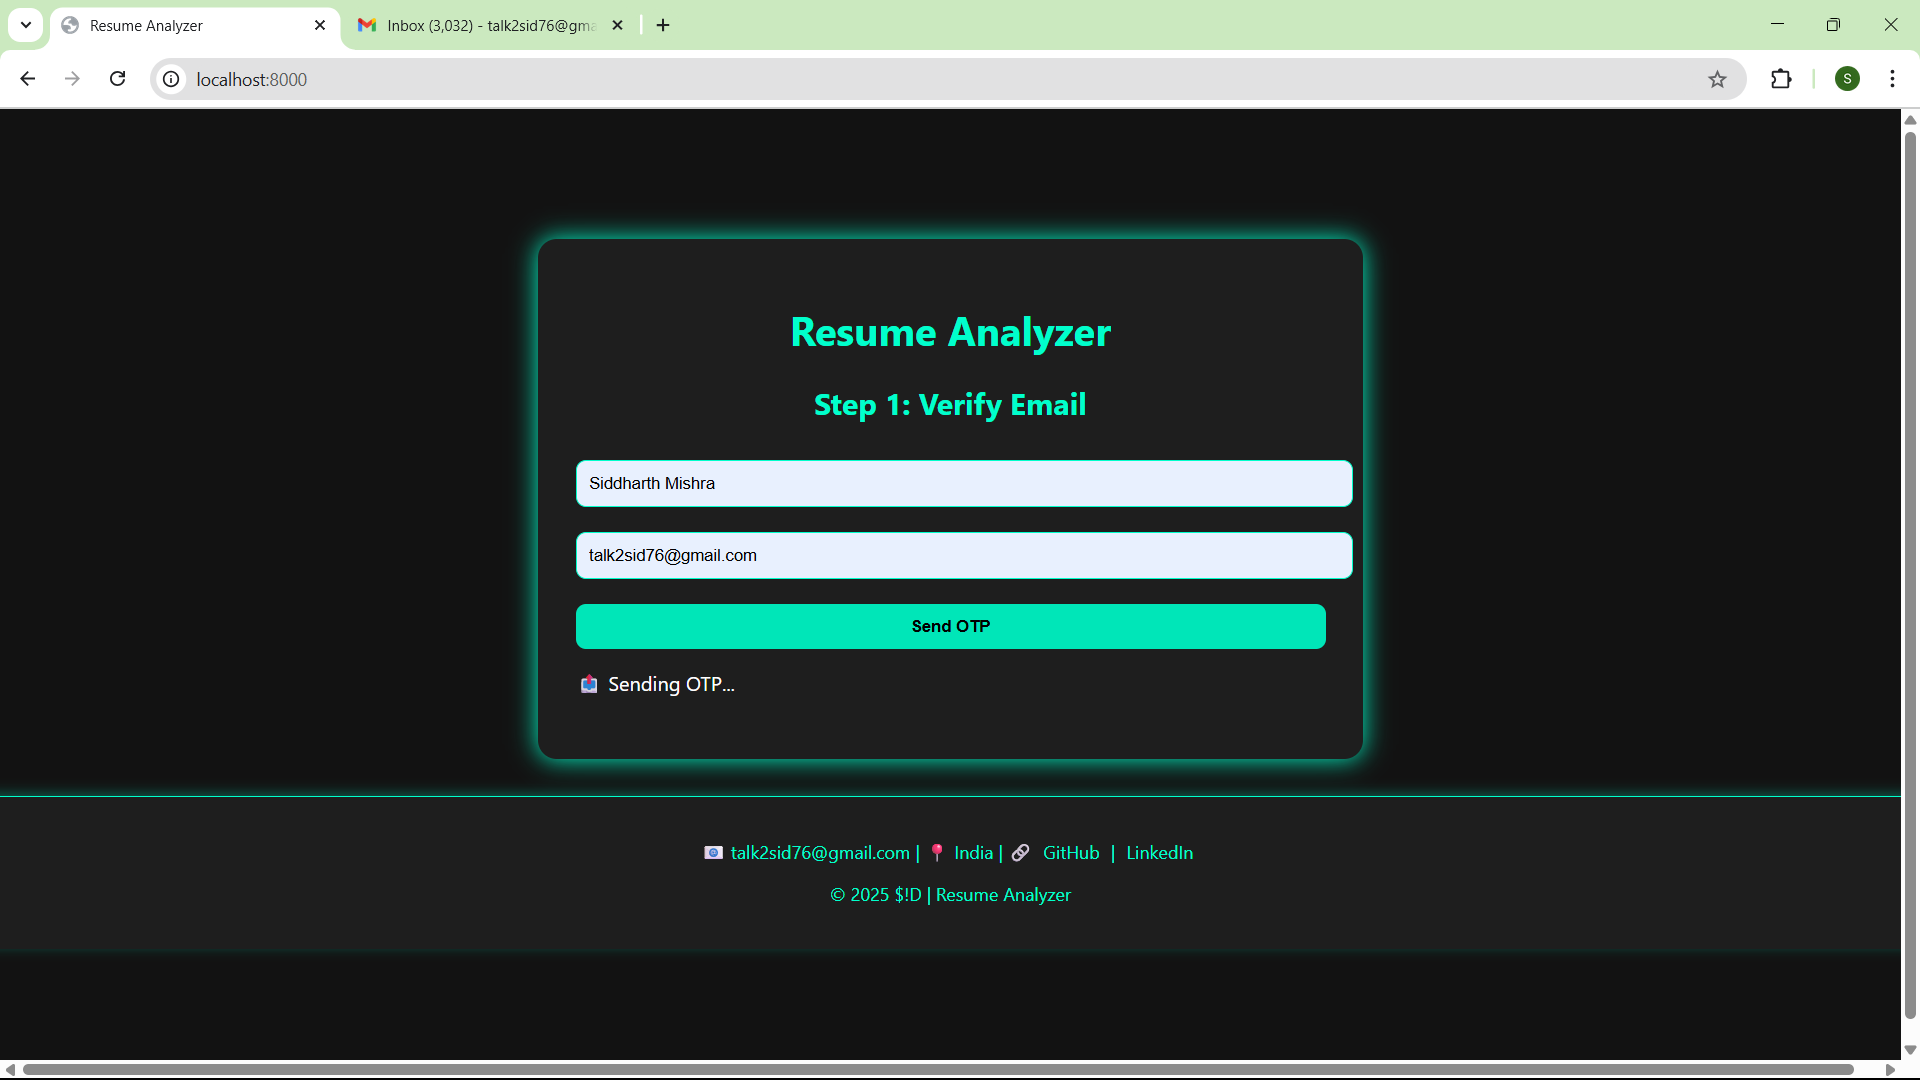 Resume Analyzer
Inbox (3,032) - talk2sid76@gma
localhost:8000
S
Resume Analyzer
Step 1: Verify Email
Siddharth Mishra
talk2sid76@gmail.com
Send OTP
📤 Sending OTP...
📧 talk2sid76@gmail.com | 📍 India | 🔗 GitHub | LinkedIn
© 2025 $!D | Resume Analyzer